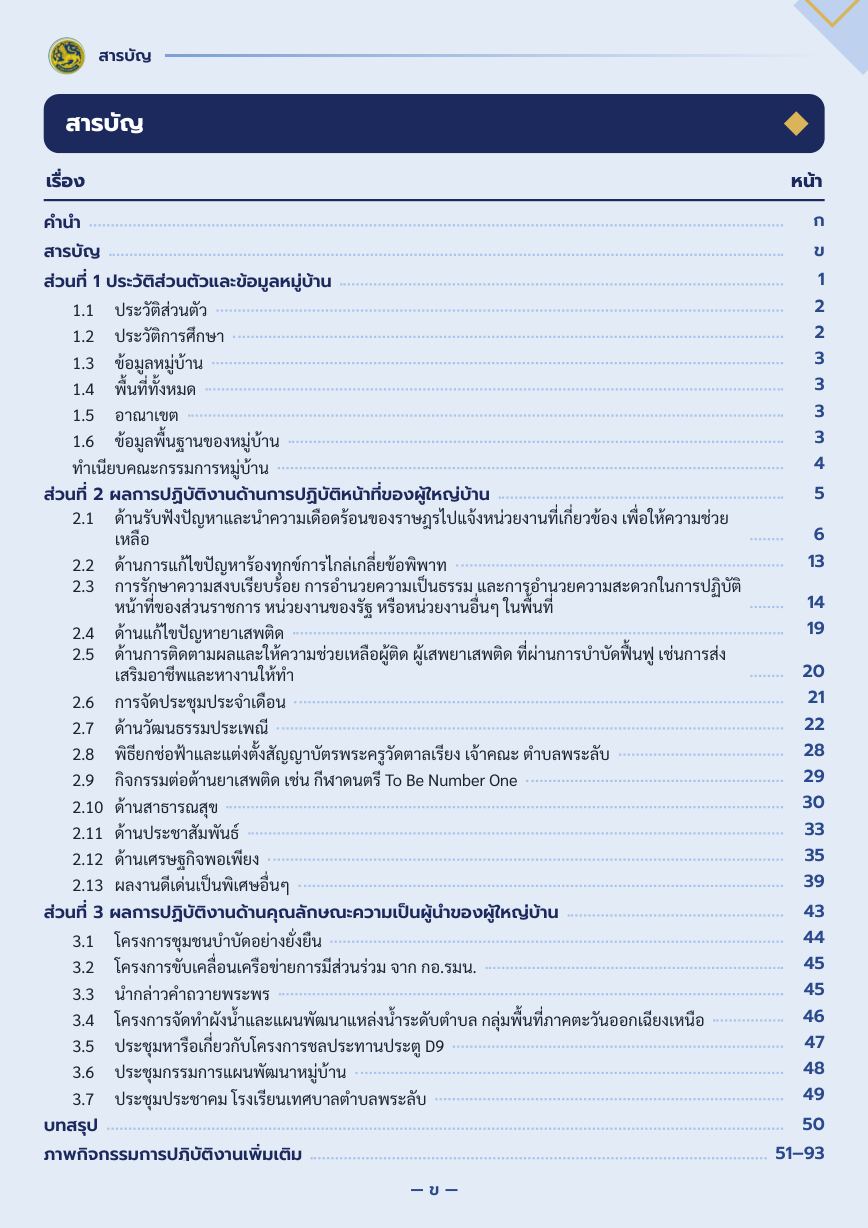 สารบัญ
สารบัญ
เรื่อง หน้า
คำนำ ก
สารบัญ ข
ส่วนที่ 1 ประวัติส่วนตัวและข้อมูลหมู่บ้าน 1
1.1 ประวัติส่วนตัว 2
1.2 ประวัติการศึกษา 2
1.3 ข้อมูลหมู่บ้าน 3
1.4 พื้นที่ทั้งหมด 3
1.5 อาณาเขต 3
1.6 ข้อมูลพื้นฐานของหมู่บ้าน 3
ทำเนียบคณะกรรมการหมู่บ้าน 4
ส่วนที่ 2 ผลการปฏิบัติงานด้านการปฏิบัติหน้าที่ของผู้ใหญ่บ้าน 5
2.1 ด้านรับฟังปัญหาและนำความเดือดร้อนของราษฎรไปแจ้งหน่วยงานที่เกี่ยวข้อง เพื่อให้ความช่วย
เหลือ 6
2.2 ด้านการแก้ไขปัญหาร้องทุกข์การไกล่เกลี่ยข้อพิพาท 13
2.3 การรักษาความสงบเรียบร้อย การอำนวยความเป็นธรรม และการอำนวยความสะดวกในการปฏิบัติ
หน้าที่ของส่วนราชการ หน่วยงานของรัฐ หรือหน่วยงานอื่นๆ ในพื้นที่ 14
2.4 ด้านแก้ไขปัญหายาเสพติด 19
2.5 ด้านการติดตามผลและให้ความช่วยเหลือผู้ติด ผู้เสพยาเสพติด ที่ผ่านการบำบัดฟื้นฟู เช่นการส่ง
เสริมอาชีพและหางานให้ทำ 20
2.6 การจัดประชุมประจำเดือน 21
2.7 ด้านวัฒนธรรมประเพณี 22
2.8 พิธียกช่อฟ้าและแต่งตั้งสัญญาบัตรพระครูวัดตาลเรียง เจ้าคณะ ตำบลพระลับ 28
2.9 กิจกรรมต่อต้านยาเสพติด เช่น กีฬาดนตรี To Be Number One 29
2.10 ด้านสาธารณสุข 30
2.11 ด้านประชาสัมพันธ์ 33
2.12 ด้านเศรษฐกิจพอเพียง 35
2.13 ผลงานดีเด่นเป็นพิเศษอื่นๆ 39
ส่วนที่ 3 ผลการปฏิบัติงานด้านคุณลักษณะความเป็นผู้นำของผู้ใหญ่บ้าน 43
3.1 โครงการชุมชนบำบัดอย่างยั่งยืน 44
3.2 โครงการขับเคลื่อนเครือข่ายการมีส่วนร่วม จาก กอ.รมน. 45
3.3 นำกล่าวคำถวายพระพร 45
3.4 โครงการจัดทำผังน้ำและแผนพัฒนาแหล่งน้ำระดับตำบล กลุ่มพื้นที่ภาคตะวันออกเฉียงเหนือ 46
3.5 ประชุมหารือเกี่ยวกับโครงการชลประทานประตู D9 47
3.6 ประชุมกรรมการแผนพัฒนาหมู่บ้าน 48
3.7 ประชุมประชาคม โรงเรียนเทศบาลตำบลพระลับ 49
บทสรุป 50
ภาพกิจกรรมการปฏิบัติงานเพิ่มเติม 51–93
— ข —